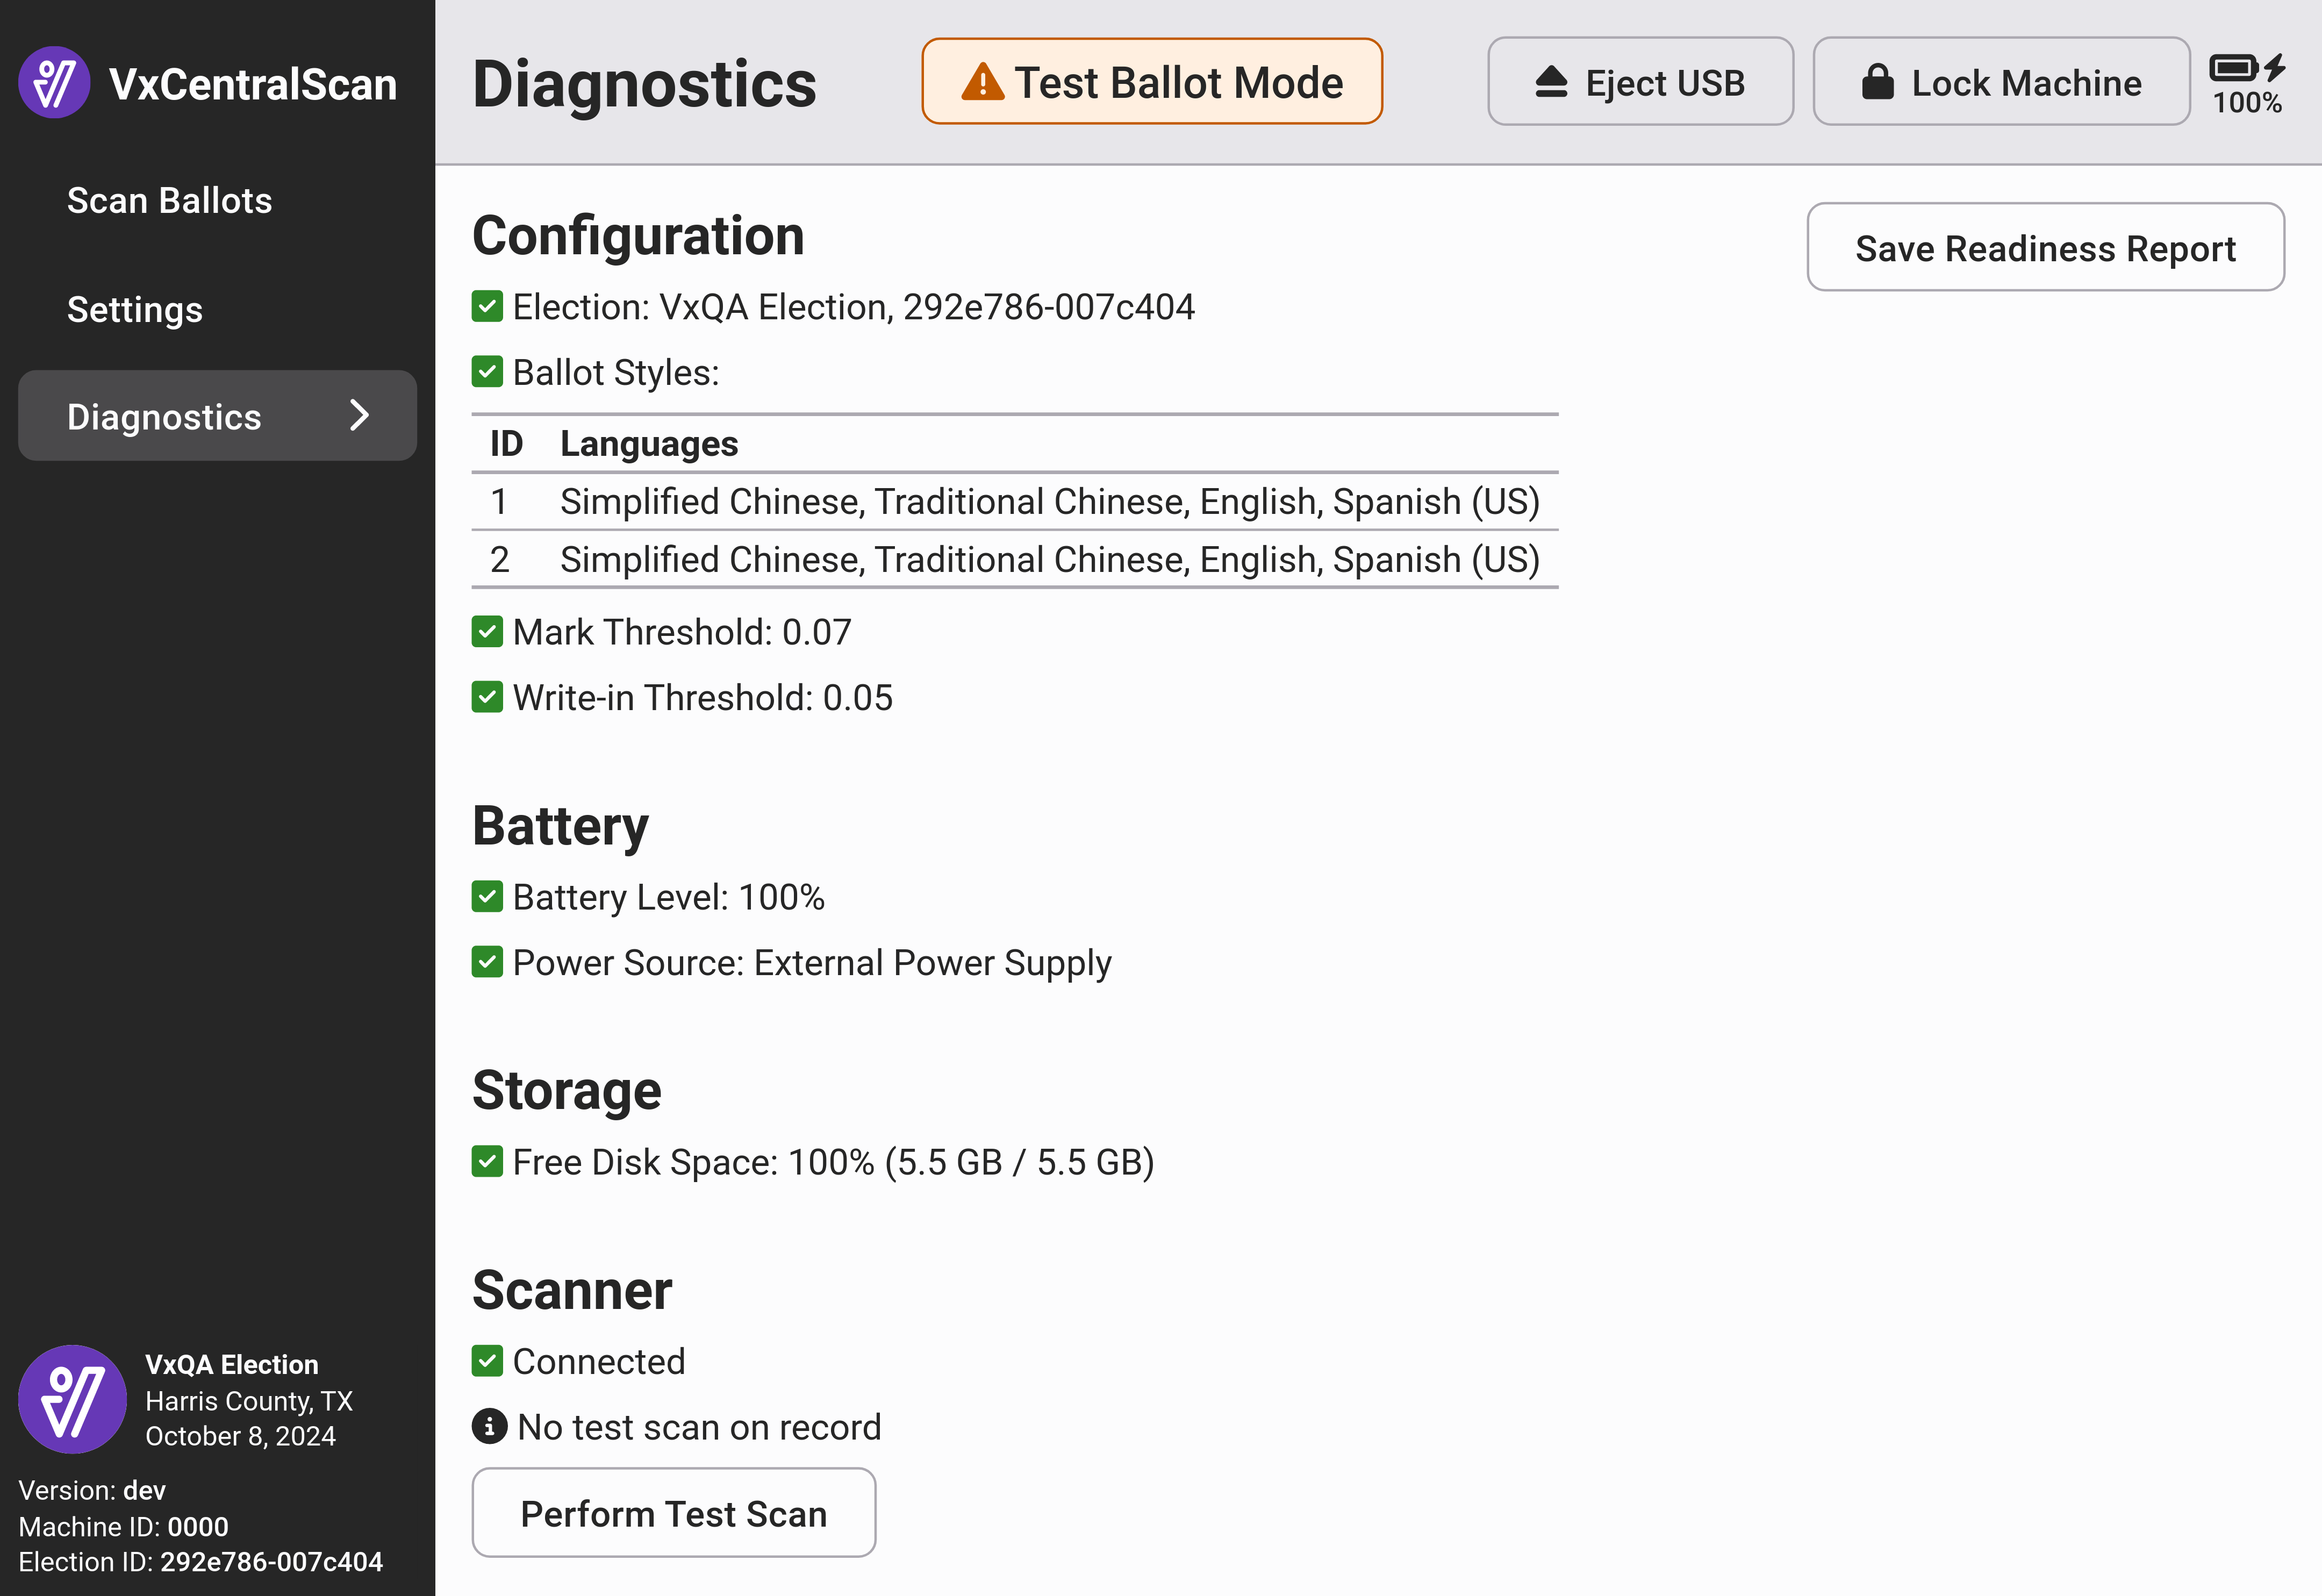 VxCentralScan
Scan Ballots
Settings
Diagnostics
VxQA Election
Harris County, TX
October 8, 2024
Version: dev
Machine ID: 0000
Election ID: 292e786-007c404
Diagnostics
Test Ballot Mode
Eject USB
Lock Machine
100%
Configuration
Save Readiness Report
Election: VxQA Election, 292e786-007c404
Ballot Styles:
ID Languages
1 Simplified Chinese, Traditional Chinese, English, Spanish (US)
2 Simplified Chinese, Traditional Chinese, English, Spanish (US)
Mark Threshold: 0.07
Write-in Threshold: 0.05
Battery
Battery Level: 100%
Power Source: External Power Supply
Storage
Free Disk Space: 100% (5.5 GB / 5.5 GB)
Scanner
Connected
No test scan on record
Perform Test Scan